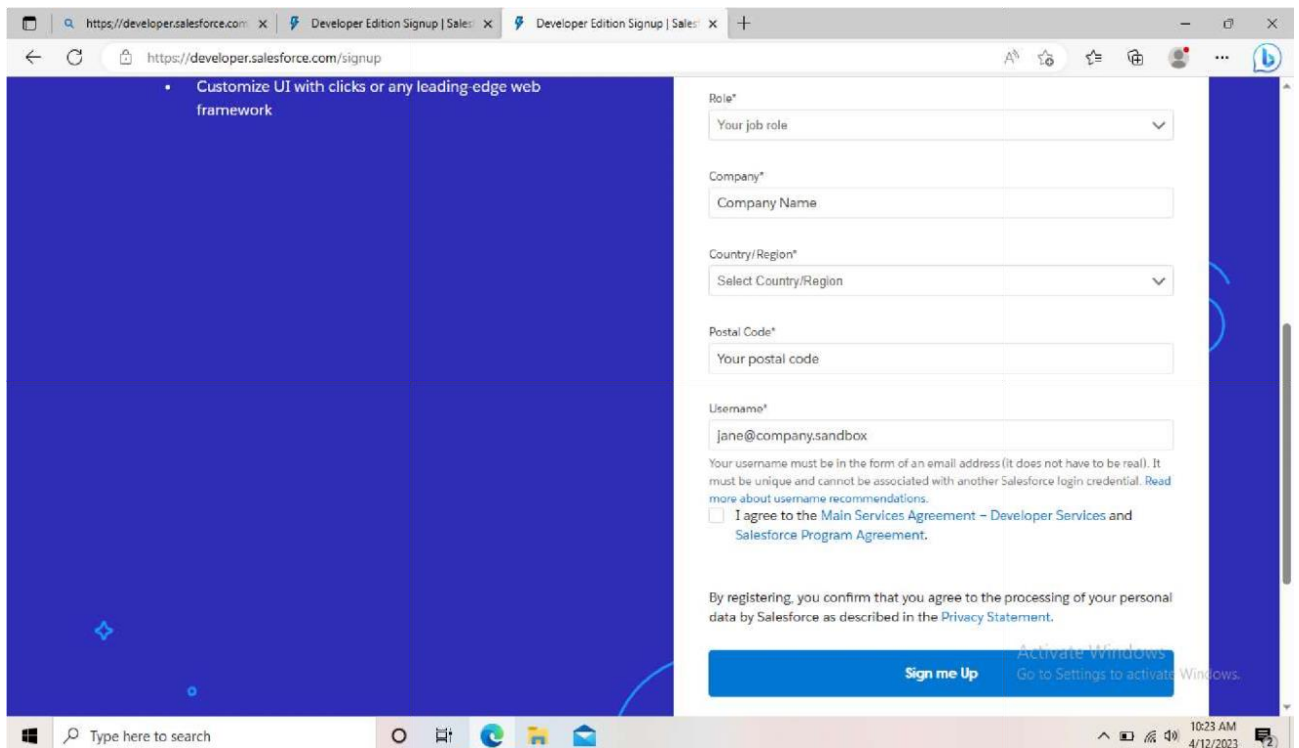 https://developer.salesforce.com
Developer Edition Signup | Sales
Developer Edition Signup | Sales
https://developer.salesforce.com/signup
• Customize UI with clicks or any leading-edge web
framework
Role*
Your job role
Company*
Company Name
Country/Region*
Select Country/Region
Postal Code*
Your postal code
Username*
jane@company.sandbox
Your username must be in the form of an email address (it does not have to be real). It
must be unique and cannot be associated with another Salesforce login credential. Read
more about username recommendations.
I agree to the Main Services Agreement – Developer Services and
Salesforce Program Agreement.
By registering, you confirm that you agree to the processing of your personal
data by Salesforce as described in the Privacy Statement.
Activate Windows
Sign me Up
Go to Settings to activate Windows.
Type here to search
10:23 AM
4/12/2023
2